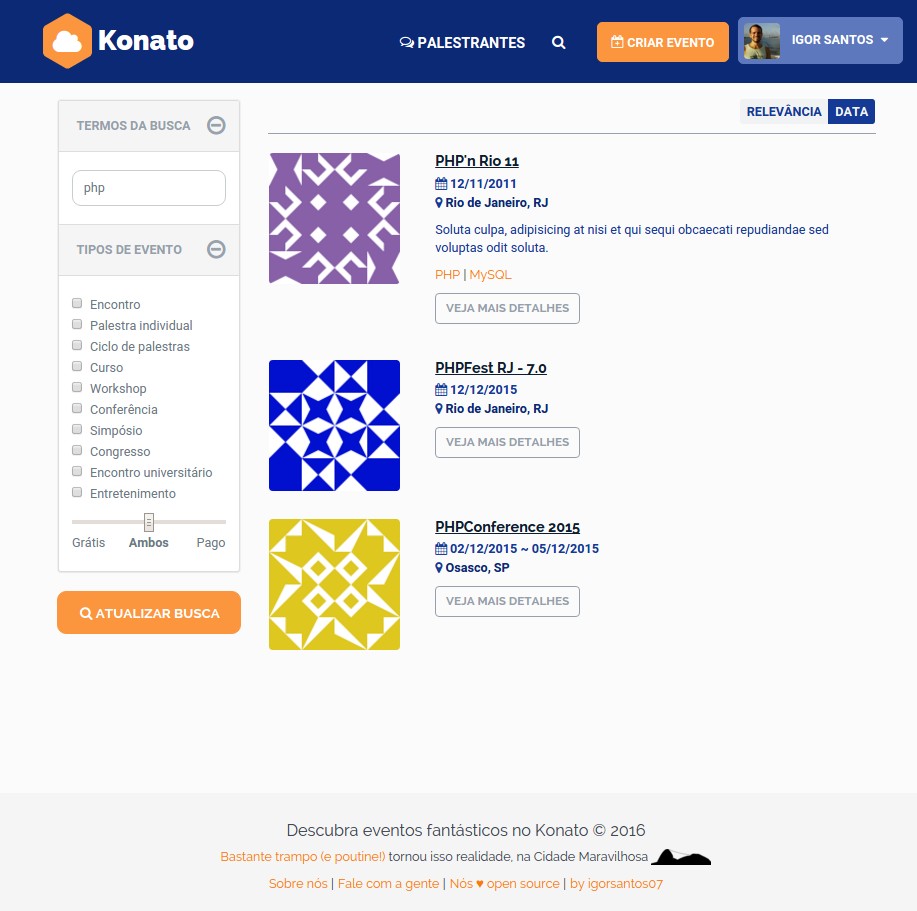 Konato
PALESTRANTES
CRIAR EVENTO
IGOR SANTOS
TERMOS DA BUSCA
php
TIPOS DE EVENTO
Encontro
Palestra individual
Ciclo de palestras
Curso
Workshop
Conferência
Simpósio
Congresso
Encontro universitário
Entretenimento
Grátis Ambos Pago
ATUALIZAR BUSCA
RELEVÂNCIA DATA
PHP'n Rio 11
12/11/2011
Rio de Janeiro, RJ
Soluta culpa, adipisicing at nisi et qui sequi obcaecati repudiandae sed
voluptas odit soluta.
PHP | MySQL
VEJA MAIS DETALHES
PHPFest RJ - 7.0
12/12/2015
Rio de Janeiro, RJ
VEJA MAIS DETALHES
PHPConference 2015
02/12/2015 ~ 05/12/2015
Osasco, SP
VEJA MAIS DETALHES
Descubra eventos fantásticos no Konato © 2016
Bastante trampo (e poutine!) tornou isso realidade, na Cidade Maravilhosa
Sobre nós | Fale com a gente | Nós ♥ open source | by igorsantos07